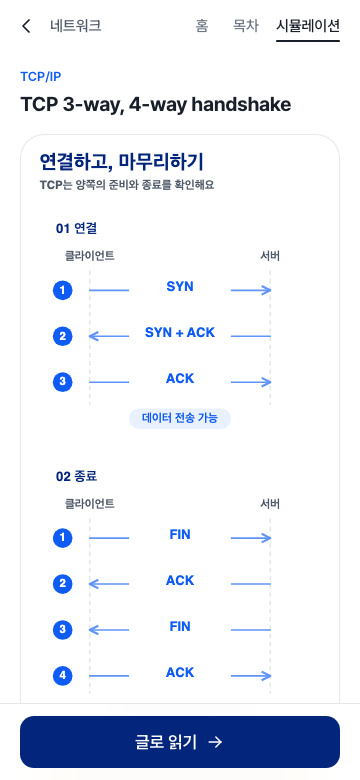 네트워크 홈 목차 시뮬레이션
TCP/IP
TCP 3-way, 4-way handshake
연결하고, 마무리하기
TCP는 양쪽의 준비와 종료를 확인해요
01 연결
클라이언트 서버
1 SYN
2 SYN + ACK
3 ACK
데이터 전송 가능
02 종료
클라이언트 서버
1 FIN
2 ACK
3 FIN
4 ACK
글로 읽기 →